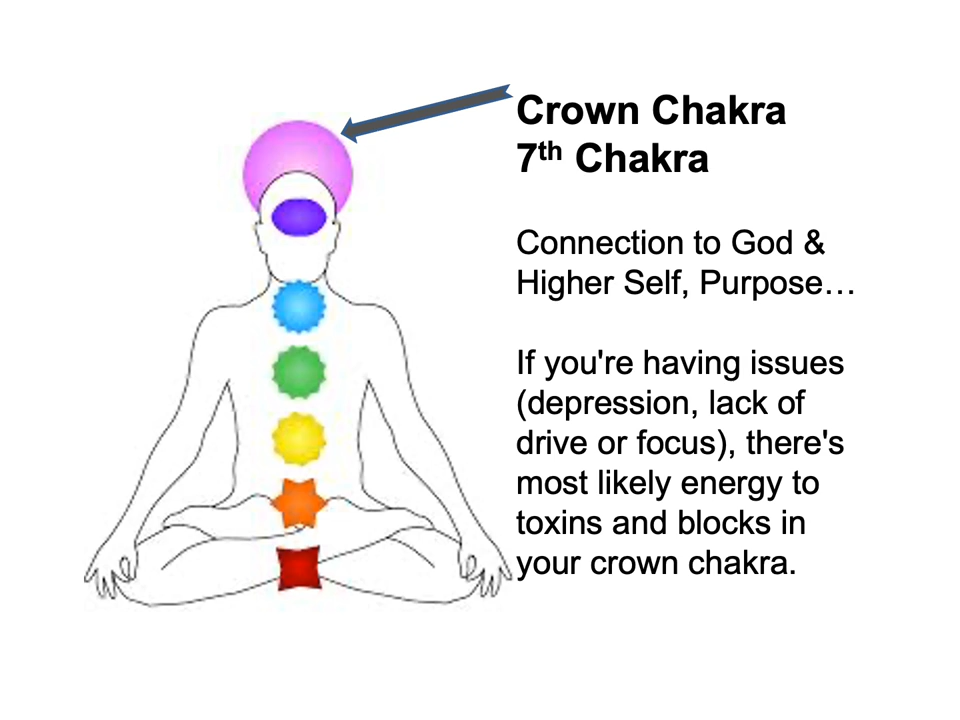 Crown Chakra
7th Chakra
Connection to God &
Higher Self, Purpose…
If you're having issues
(depression, lack of
drive or focus), there's
most likely energy to
toxins and blocks in
your crown chakra.